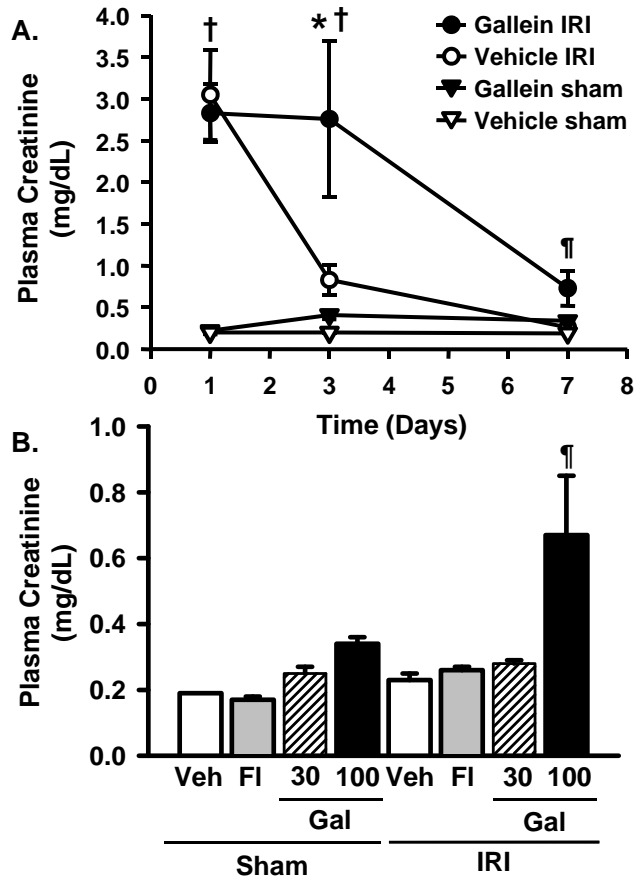 A.
† * †
Gallein IRI
Vehicle IRI
Gallein sham
Vehicle sham
¶
Plasma Creatinine
(mg/dL)
4.0
3.5
3.0
2.5
2.0
1.5
1.0
0.5
0.0
0 1 2 3 4 5 6 7 8
Time (Days)
B.
¶
Plasma Creatinine
(mg/dL)
1.0
0.8
0.6
0.4
0.2
0.0
Veh Fl 30 100 Veh Fl 30 100
Gal Gal
Sham IRI